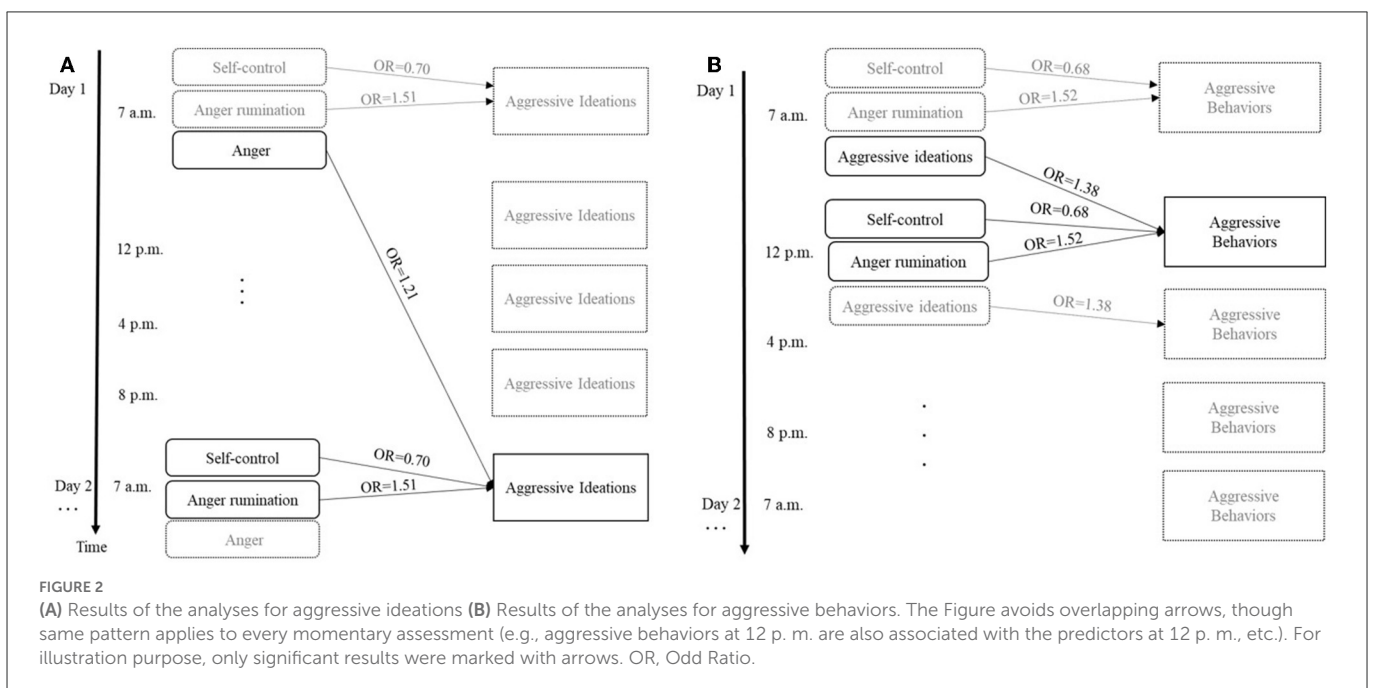 A
Day 1
Self-control
OR=0.70
Anger rumination
OR=1.51
Aggressive Ideations
7 a.m.
Anger
OR=1.21
Aggressive Ideations
12 p.m.
Aggressive Ideations
4 p.m.
Aggressive Ideations
8 p.m.
Self-control
OR=0.70
Day 2
...
7 a.m.
Anger rumination
OR=1.51
Aggressive Ideations
Anger
Time
B
Day 1
Self-control
OR=0.68
Anger rumination
OR=1.52
Aggressive
Behaviors
7 a.m.
Aggressive ideations
OR=1.38
Self-control
OR=0.68
Aggressive
Behaviors
12 p.m.
Anger rumination
OR=1.52
Aggressive ideations
OR=1.38
Aggressive
Behaviors
4 p.m.
Aggressive
Behaviors
8 p.m.
Day 2
...
7 a.m.
Aggressive
Behaviors
FIGURE 2
(A) Results of the analyses for aggressive ideations (B) Results of the analyses for aggressive behaviors. The Figure avoids overlapping arrows, though
same pattern applies to every momentary assessment (e.g., aggressive behaviors at 12 p. m. are also associated with the predictors at 12 p. m., etc.). For
illustration purpose, only significant results were marked with arrows. OR, Odd Ratio.